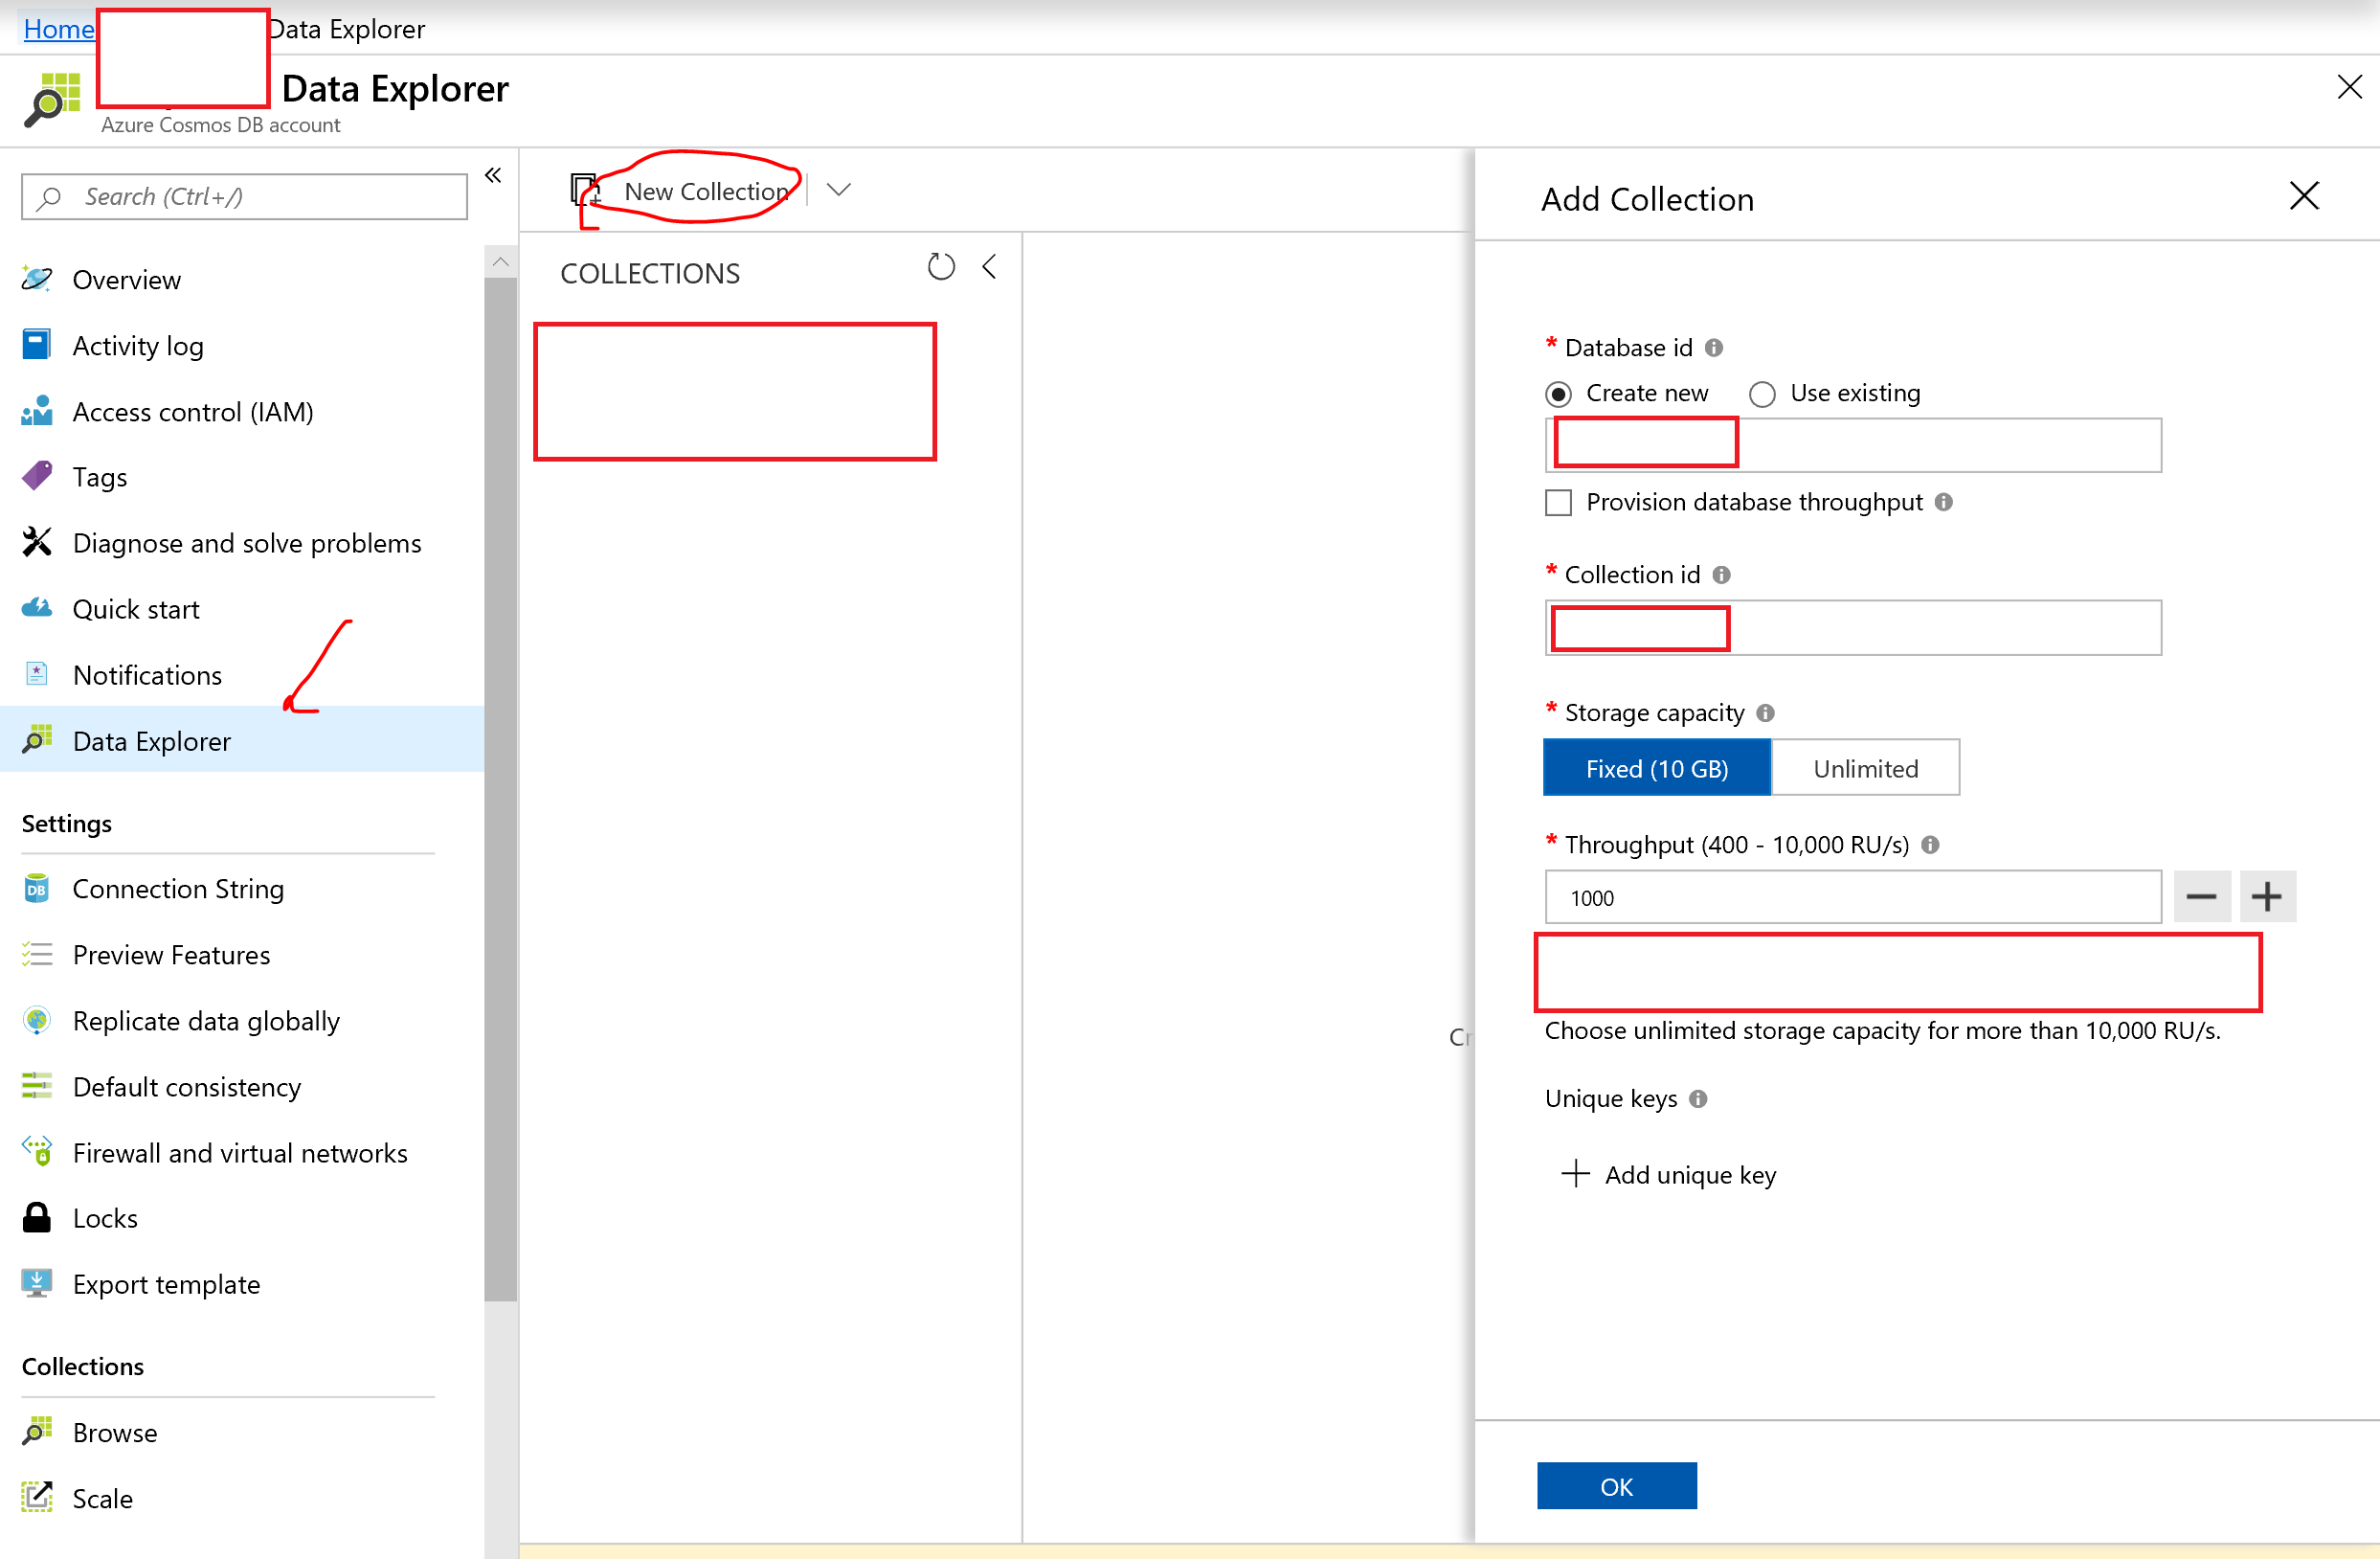 Home
Data Explorer
Data Explorer
Azure Cosmos DB account
Search (Ctrl+/)
Overview
Activity log
Access control (IAM)
Tags
Diagnose and solve problems
Quick start
Notifications
Data Explorer
Settings
Connection String
Preview Features
Replicate data globally
Default consistency
Firewall and virtual networks
Locks
Export template
Collections
Browse
Scale
New Collection
COLLECTIONS
Cr
Add Collection
* Database id
Create new Use existing
Provision database throughput
* Collection id
* Storage capacity
Fixed (10 GB) Unlimited
* Throughput (400 - 10,000 RU/s)
1000
Choose unlimited storage capacity for more than 10,000 RU/s.
Unique keys
Add unique key
OK